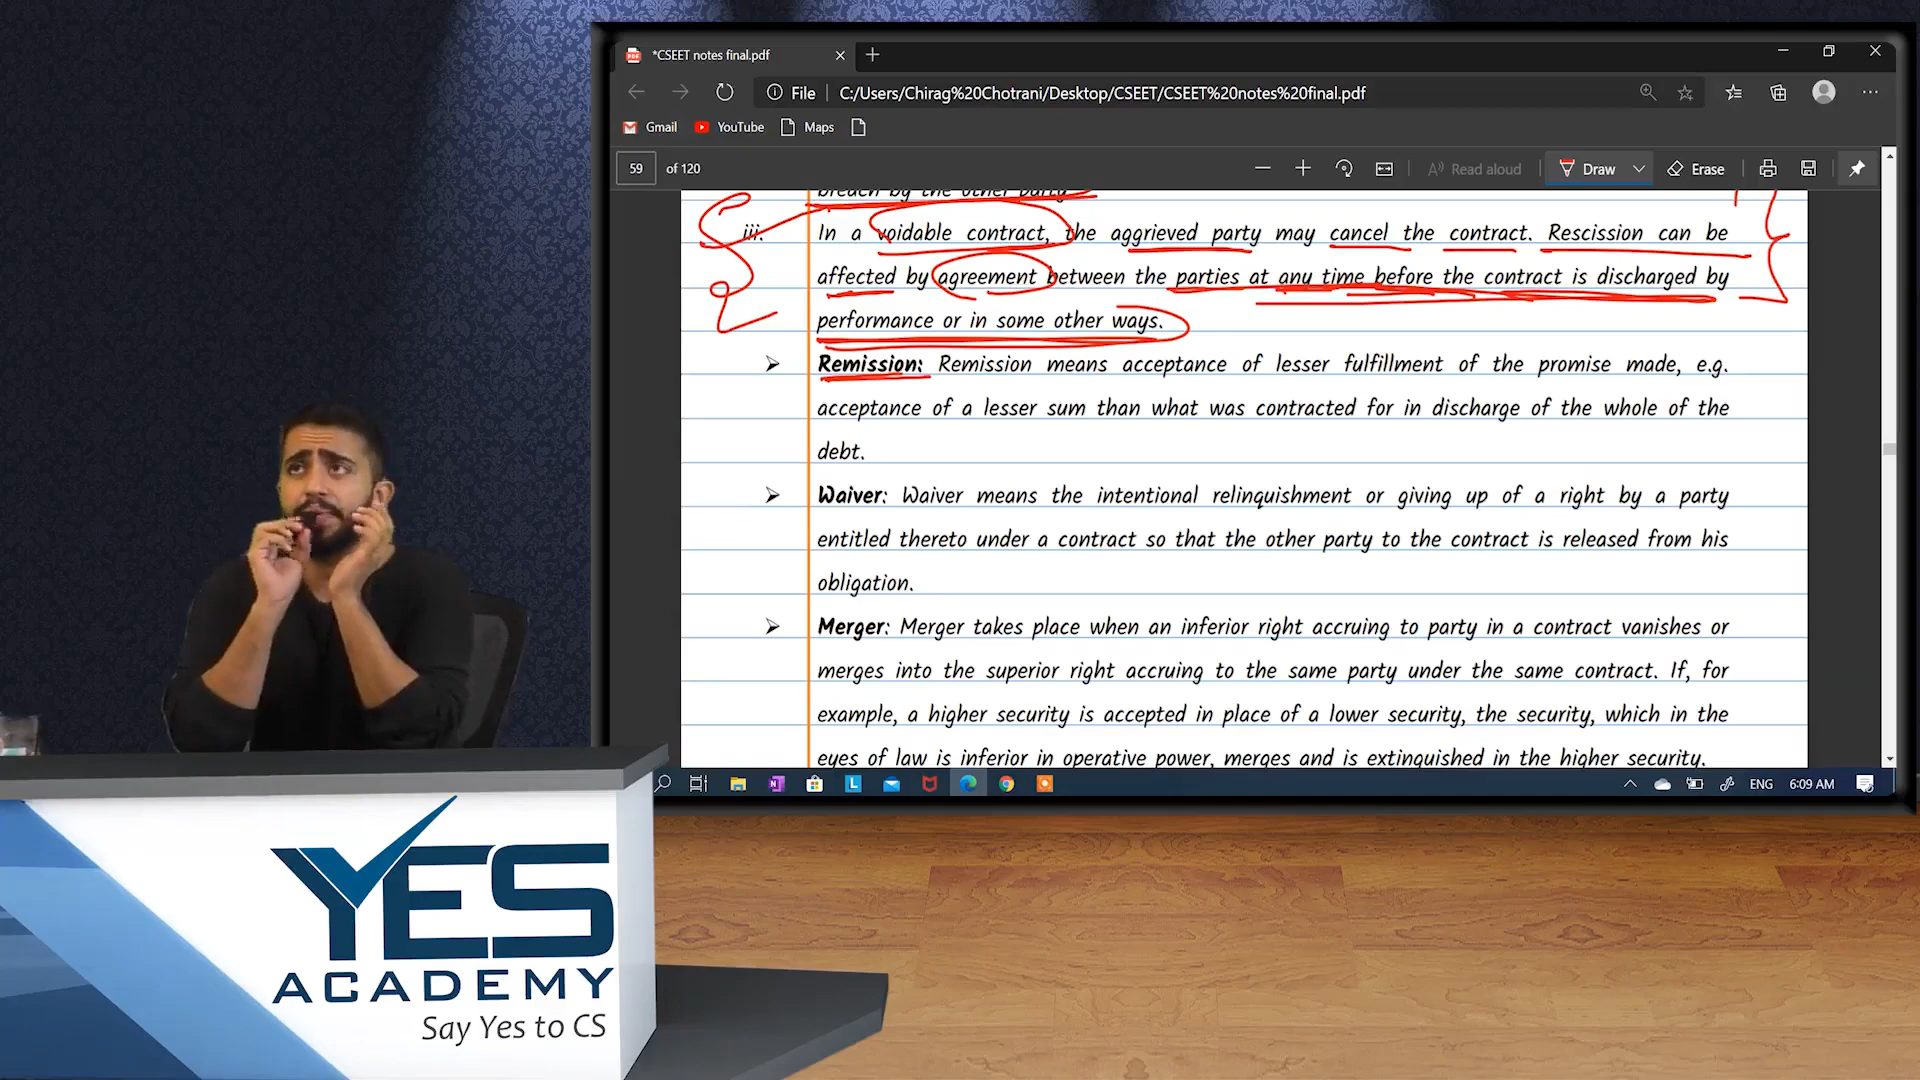 *CSEET notes final.pdf
File C:/Users/Chirag%20Chotrani/Desktop/CSEET/CSEET%20notes%20final.pdf
Gmail YouTube Maps
59 of 120 Read aloud Draw Erase
breach by the other party.
iii. In a voidable contract, the aggrieved party may cancel the contract. Rescission can be
affected by agreement between the parties at any time before the contract is discharged by
performance or in some other ways.
➢ Remission: Remission means acceptance of lesser fulfillment of the promise made, e.g.
acceptance of a lesser sum than what was contracted for in discharge of the whole of the
debt.
➢ Waiver: Waiver means the intentional relinquishment or giving up of a right by a party
entitled thereto under a contract so that the other party to the contract is released from his
obligation.
➢ Merger: Merger takes place when an inferior right accruing to party in a contract vanishes or
merges into the superior right accruing to the same party under the same contract. If, for
example, a higher security is accepted in place of a lower security, the security, which in the
eyes of law is inferior in operative power, merges and is extinguished in the higher security.
ENG 6:09 AM
YES
ACADEMY
Say Yes to CS